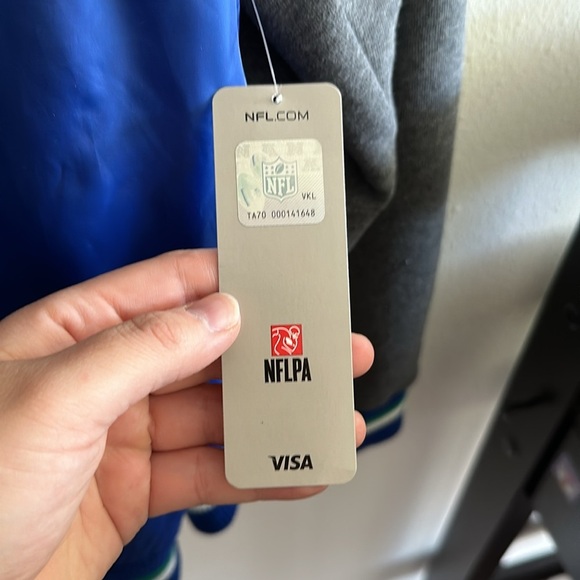 NFL.COM
NFL
VKL
TA70 000141648
NFLPA
VISA